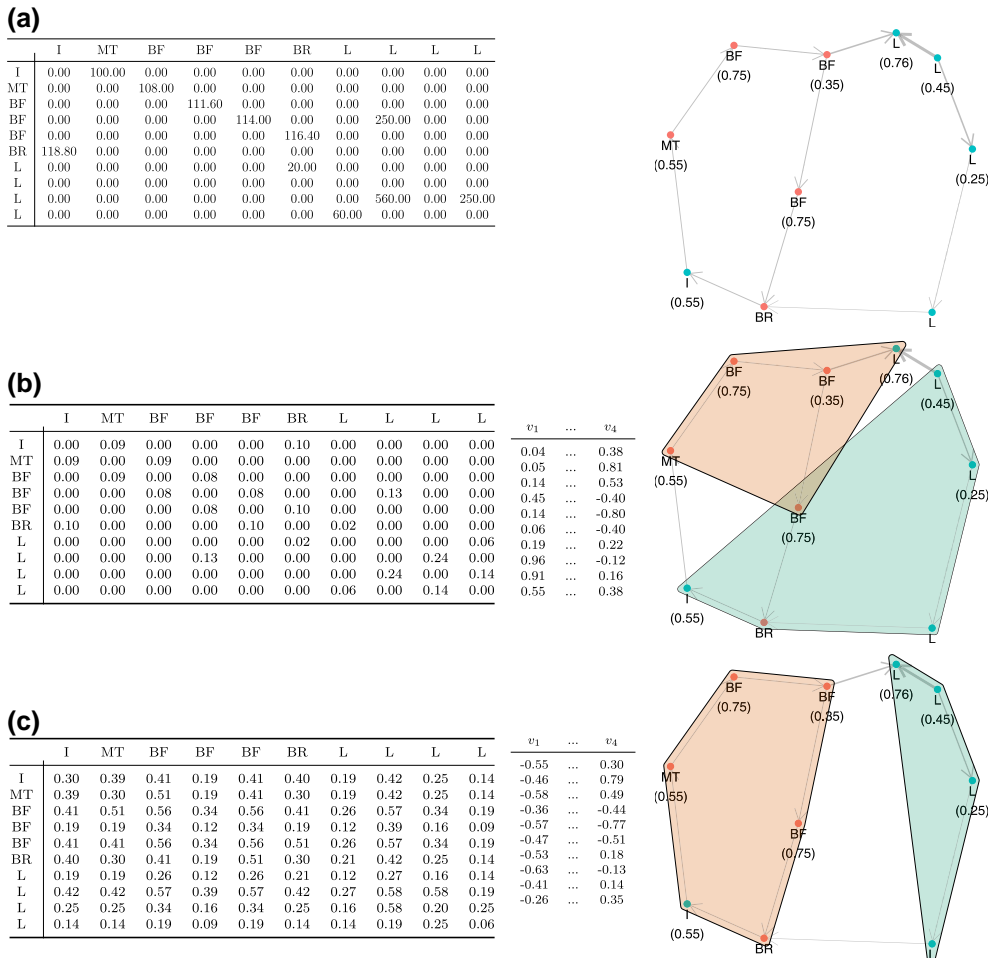 (a)
I MT BF BF BF BR L L L L
I 0.00 100.00 0.00 0.00 0.00 0.00 0.00 0.00 0.00 0.00
MT 0.00 0.00 108.00 0.00 0.00 0.00 0.00 0.00 0.00 0.00
BF 0.00 0.00 0.00 111.60 0.00 0.00 0.00 0.00 0.00 0.00
BF 0.00 0.00 0.00 0.00 114.00 0.00 0.00 250.00 0.00 0.00
BF 0.00 0.00 0.00 0.00 0.00 116.40 0.00 0.00 0.00 0.00
BR 118.80 0.00 0.00 0.00 0.00 0.00 0.00 0.00 0.00 0.00
L 0.00 0.00 0.00 0.00 0.00 20.00 0.00 0.00 0.00 0.00
L 0.00 0.00 0.00 0.00 0.00 0.00 0.00 0.00 0.00 0.00
L 0.00 0.00 0.00 0.00 0.00 0.00 0.00 560.00 0.00 250.00
L 0.00 0.00 0.00 0.00 0.00 0.00 60.00 0.00 0.00 0.00
L
(0.76)
BF
(0.75)
BF
(0.35)
L
(0.45)
MT
(0.55)
L
(0.25)
BF
(0.75)
I
(0.55)
BR
L
(b)
I MT BF BF BF BR L L L L
I 0.00 0.09 0.00 0.00 0.00 0.10 0.00 0.00 0.00 0.00
MT 0.09 0.00 0.09 0.00 0.00 0.00 0.00 0.00 0.00 0.00
BF 0.00 0.09 0.00 0.08 0.00 0.00 0.00 0.00 0.00 0.00
BF 0.00 0.00 0.08 0.00 0.08 0.00 0.00 0.13 0.00 0.00
BF 0.00 0.00 0.00 0.08 0.00 0.10 0.00 0.00 0.00 0.00
BR 0.10 0.00 0.00 0.00 0.10 0.00 0.02 0.00 0.00 0.00
L 0.00 0.00 0.00 0.00 0.00 0.02 0.00 0.00 0.00 0.06
L 0.00 0.00 0.00 0.13 0.00 0.00 0.00 0.00 0.24 0.00
L 0.00 0.00 0.00 0.00 0.00 0.00 0.00 0.24 0.00 0.14
L 0.00 0.00 0.00 0.00 0.00 0.00 0.06 0.00 0.14 0.00
v1 ... v4
0.04 ... 0.38
0.05 ... 0.81
0.14 ... 0.53
0.45 ... -0.40
0.14 ... -0.80
0.06 ... -0.40
0.19 ... 0.22
0.96 ... -0.12
0.91 ... 0.16
0.55 ... 0.38
L
(0.76)
BF
(0.75)
BF
(0.35)
L
(0.45)
MT
(0.55)
L
(0.25)
BF
(0.75)
I
(0.55)
BR
L
(c)
I MT BF BF BF BR L L L L
I 0.30 0.39 0.41 0.19 0.41 0.40 0.19 0.42 0.25 0.14
MT 0.39 0.30 0.51 0.19 0.41 0.30 0.19 0.42 0.25 0.14
BF 0.41 0.51 0.56 0.34 0.56 0.41 0.26 0.57 0.34 0.19
BF 0.19 0.19 0.34 0.12 0.34 0.19 0.12 0.39 0.16 0.09
BF 0.41 0.41 0.56 0.34 0.56 0.51 0.26 0.57 0.34 0.19
BR 0.40 0.30 0.41 0.19 0.51 0.30 0.21 0.42 0.25 0.14
L 0.19 0.19 0.26 0.12 0.26 0.21 0.12 0.27 0.16 0.14
L 0.42 0.42 0.57 0.39 0.57 0.42 0.27 0.58 0.58 0.19
L 0.25 0.25 0.34 0.16 0.34 0.25 0.16 0.58 0.20 0.25
L 0.14 0.14 0.19 0.09 0.19 0.14 0.14 0.19 0.25 0.06
v1 ... v4
-0.55 ... 0.30
-0.46 ... 0.79
-0.58 ... 0.49
-0.36 ... -0.44
-0.57 ... -0.77
-0.47 ... -0.51
-0.53 ... 0.18
-0.63 ... -0.13
-0.41 ... 0.14
-0.26 ... 0.35
L
(0.76)
BF
(0.75)
BF
(0.35)
L
(0.45)
MT
(0.55)
L
(0.25)
BF
(0.75)
I
(0.55)
BR
L